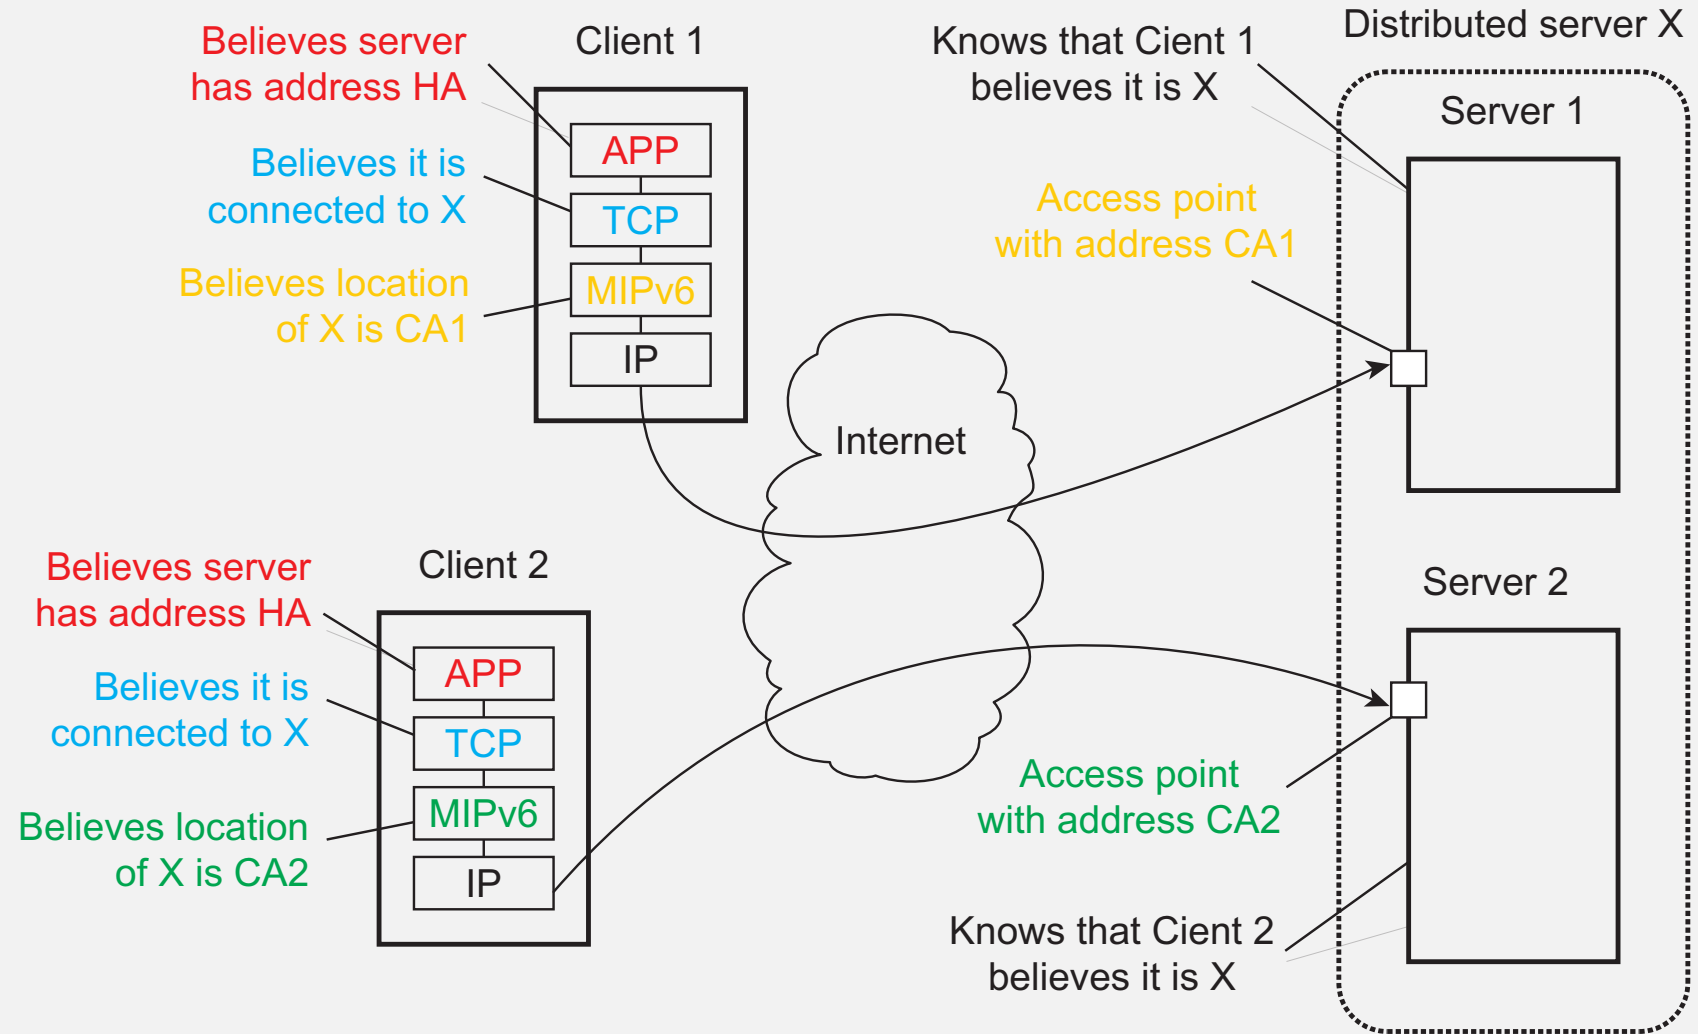 Believes server
has address HA
Believes it is
connected to X
Believes location
of X is CA1
Client 1
APP
TCP
MIPv6
IP
Knows that Cient 1
believes it is X
Access point
with address CA1
Distributed server X
Server 1
Internet
Believes server
has address HA
Believes it is
connected to X
Believes location
of X is CA2
Client 2
APP
TCP
MIPv6
IP
Server 2
Access point
with address CA2
Knows that Cient 2
believes it is X